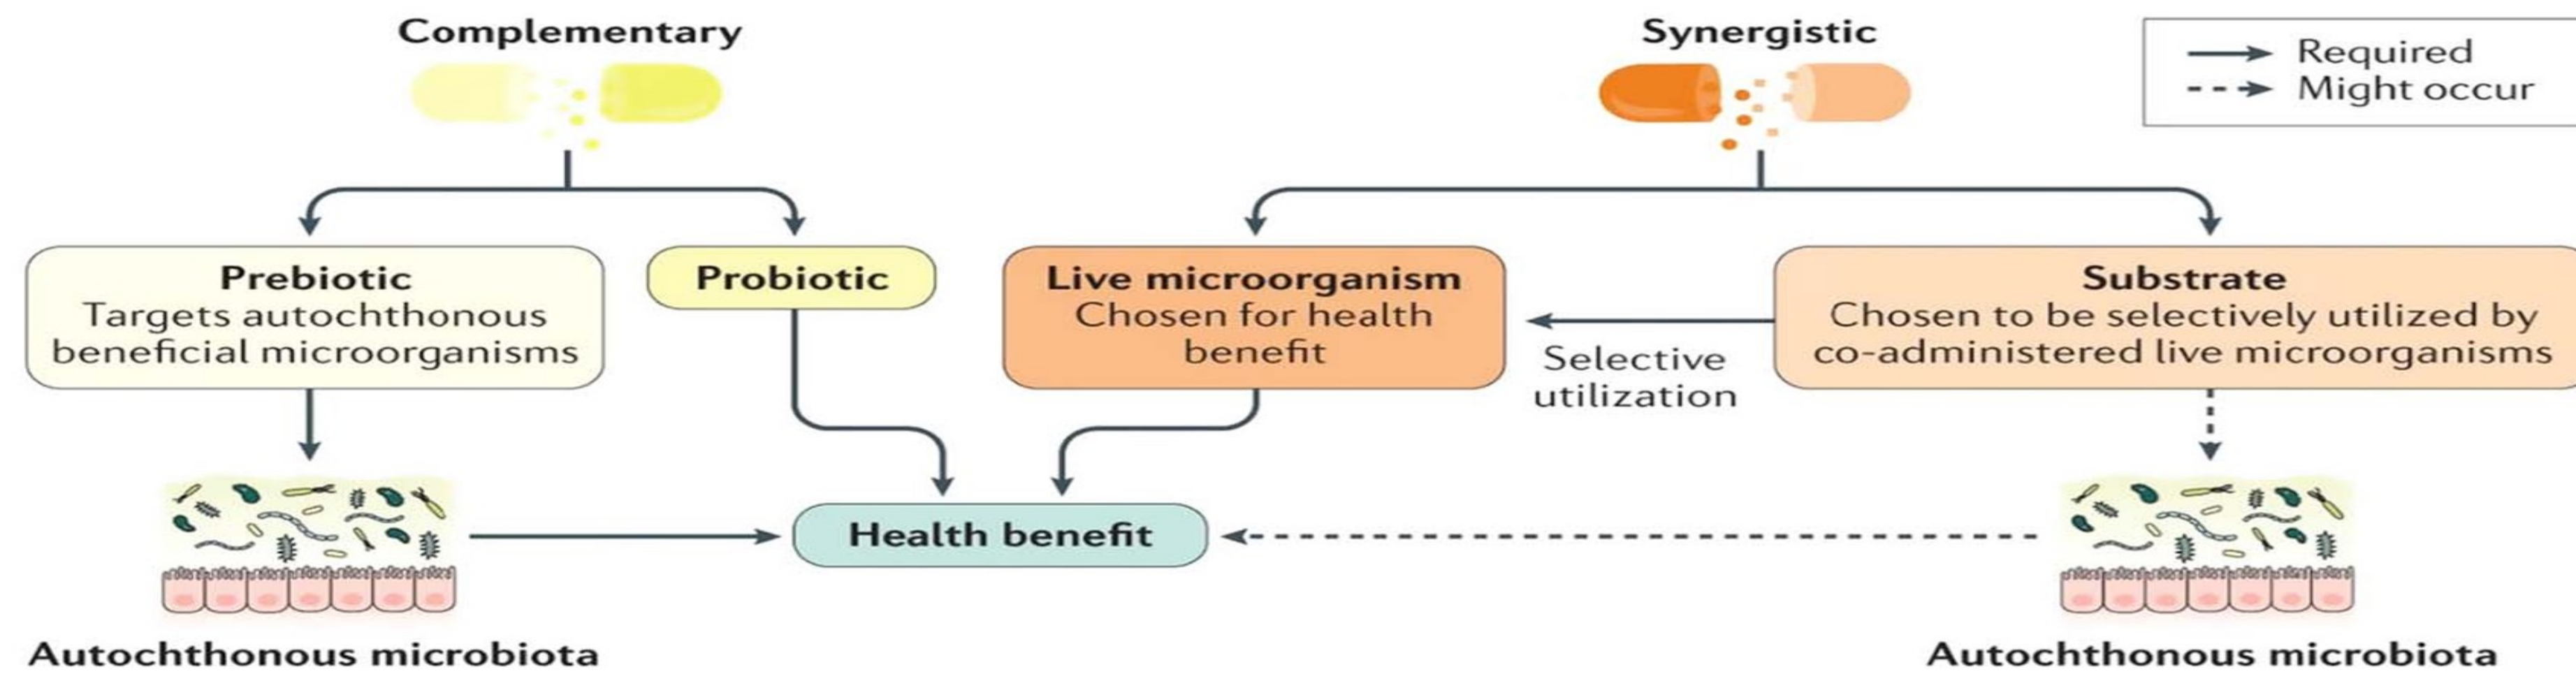 Complementary
Synergistic
Required
Might occur
Prebiotic
Targets autochthonous
beneficial microorganisms
Probiotic
Live microorganism
Chosen for health
benefit
Selective
utilization
Substrate
Chosen to be selectively utilized by
co-administered live microorganisms
Health benefit
Autochthonous microbiota
Autochthonous microbiota